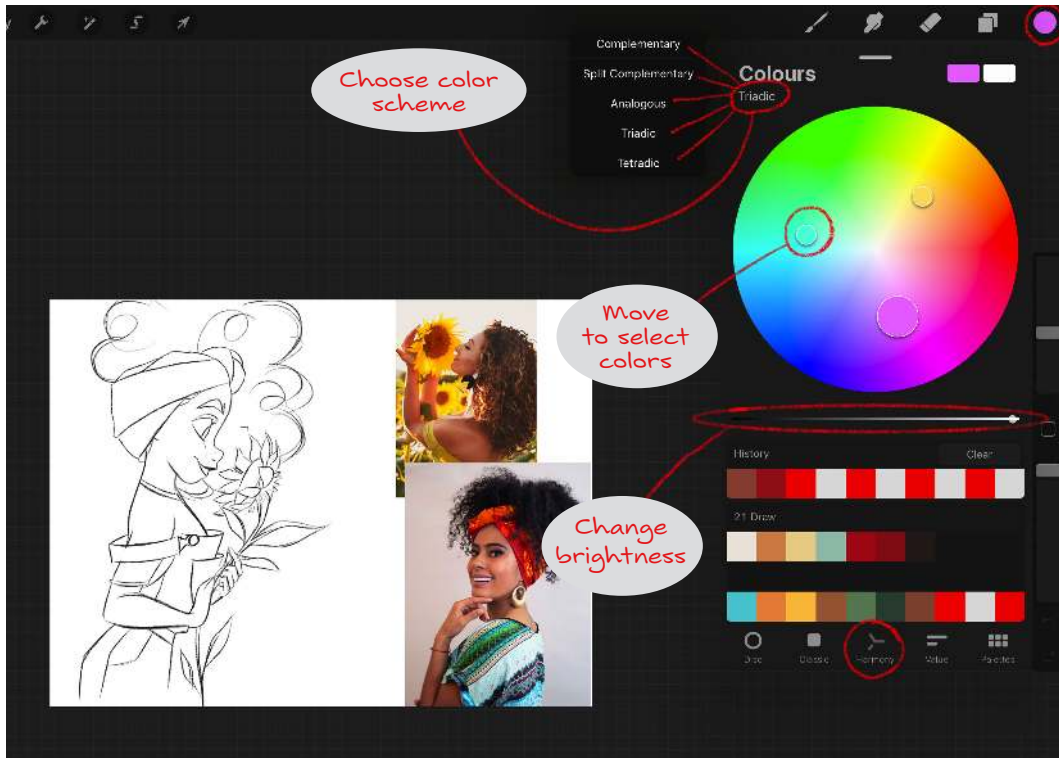 Complementary
Split Complementary
Analogous
Triadic
Tetradic
Choose color
scheme
Colours
Triadic
Move
to select
colors
History
Clear
21 Draw
Change
brightness
Disc
Classic
Harmony
Value
Palettes